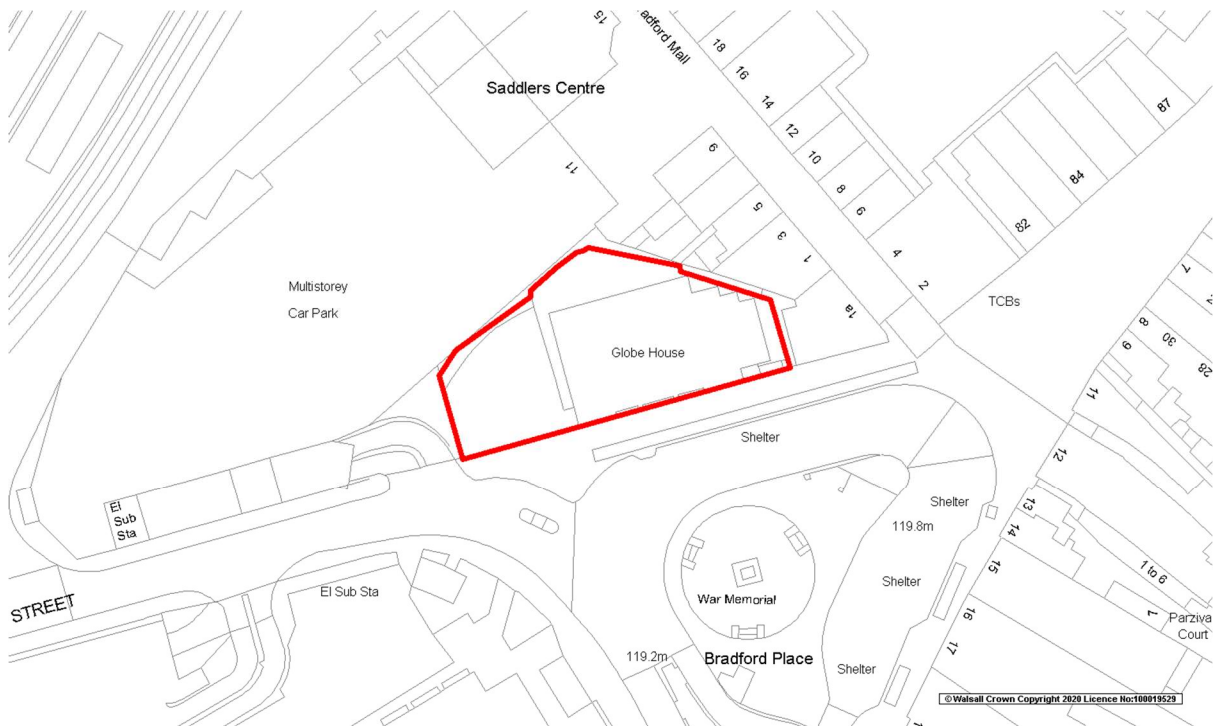 15
adford Mall
18
16
14
12
10
8
6
4
2
Saddlers Centre
11
9
5
3
1
1a
87
84
82
TCBs
Multistorey
Car Park
Globe House
7
8
30
9
28
11
12
Shelter
Shelter
119.8m
13
14
1 to 6
15
Shelter
16
1
Parziva
Court
17
War Memorial
El
Sub
Sta
El Sub Sta
STREET
119.2m
Bradford Place
Shelter
© Walsall Crown Copyright 2020 Licence No:100019529